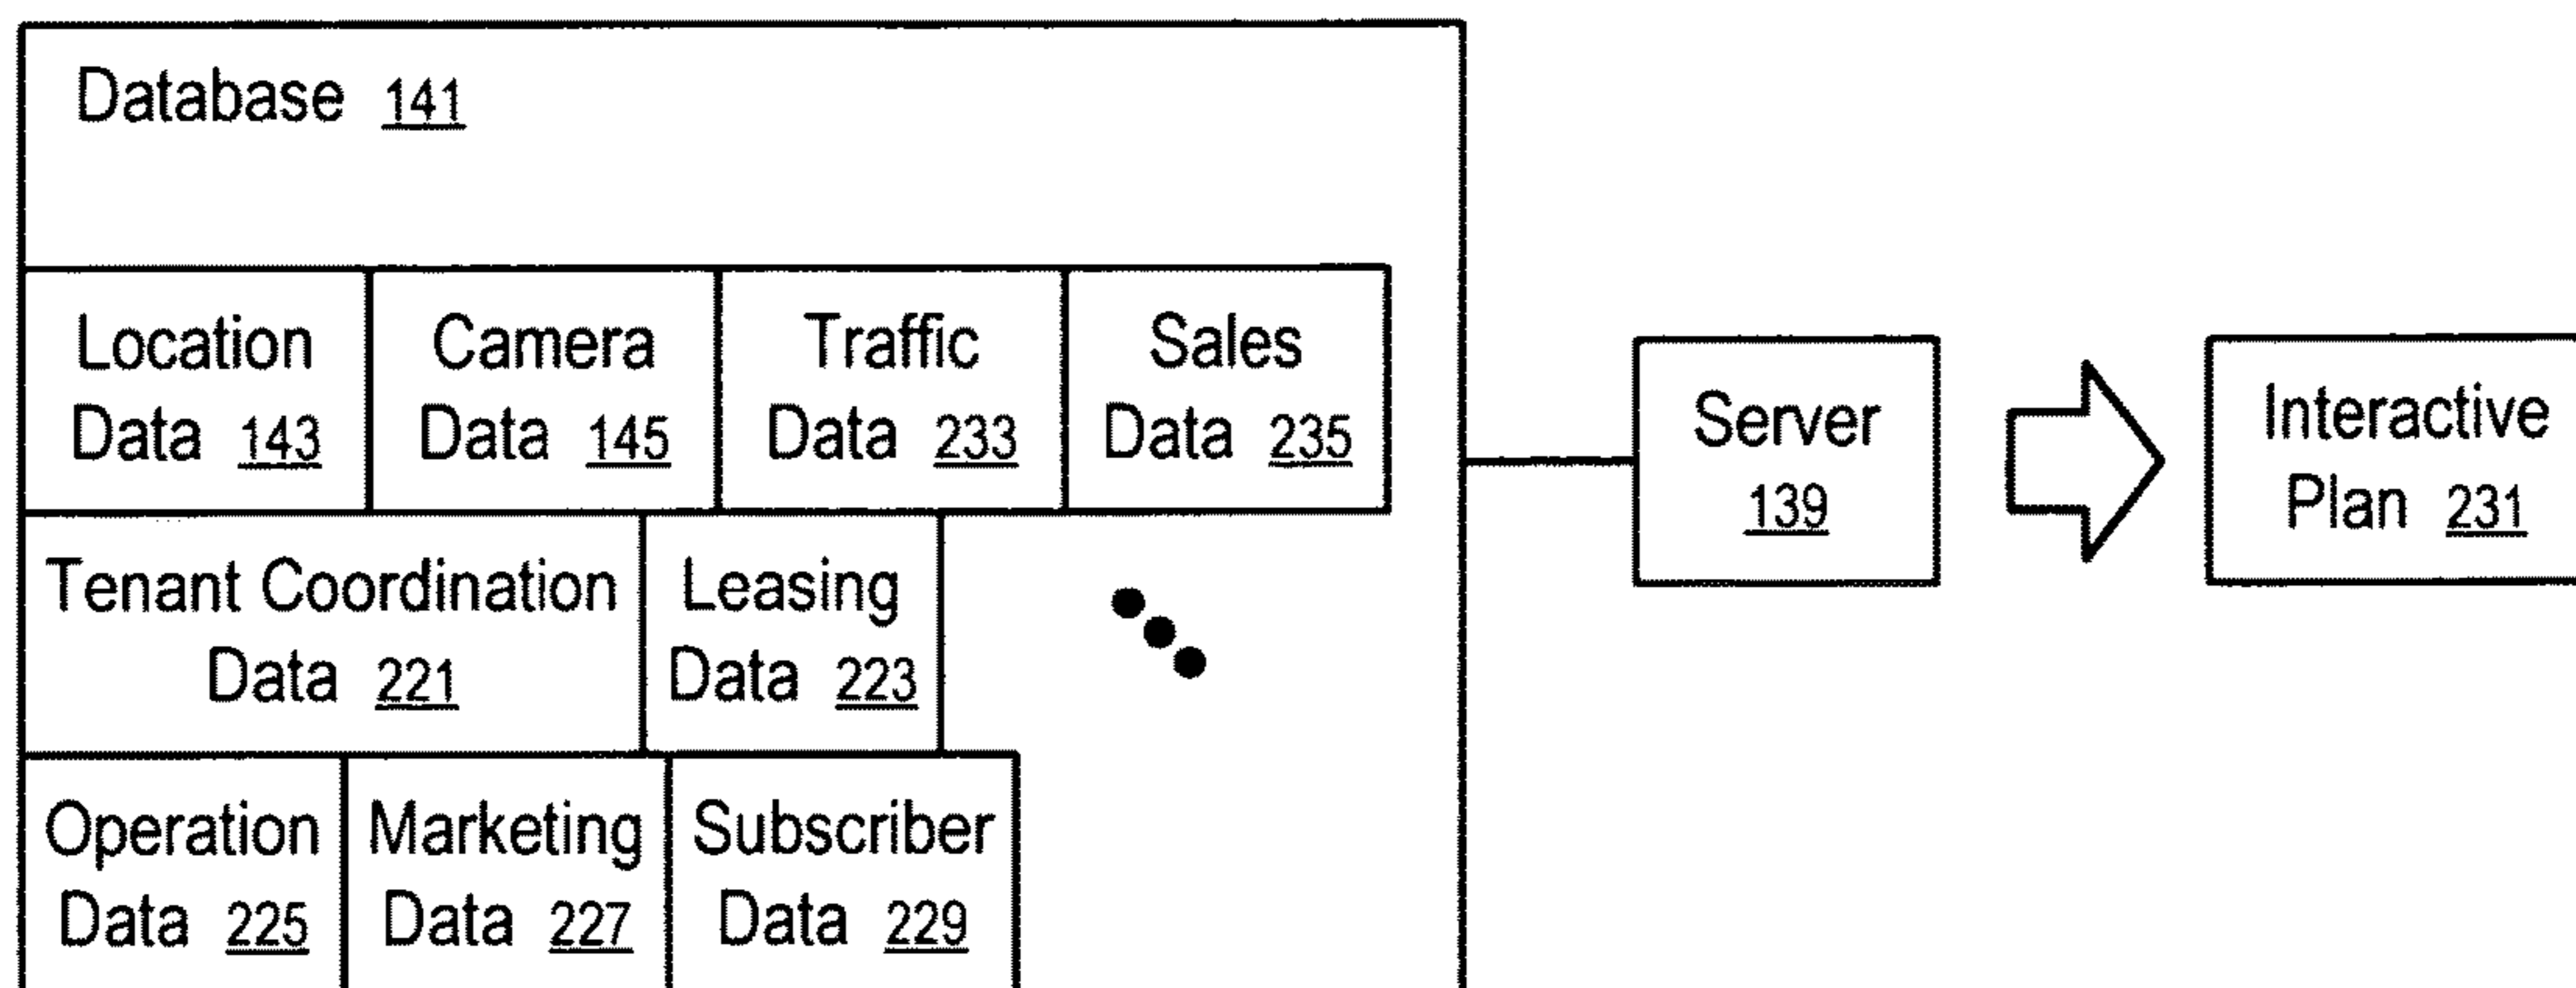 Database 141
Location
Data 143
Camera
Data 145
Traffic
Data 233
Sales
Data 235
Tenant Coordination
Data 221
Leasing
Data 223
Operation
Data 225
Marketing
Data 227
Subscriber
Data 229
Server
139
Interactive
Plan 231